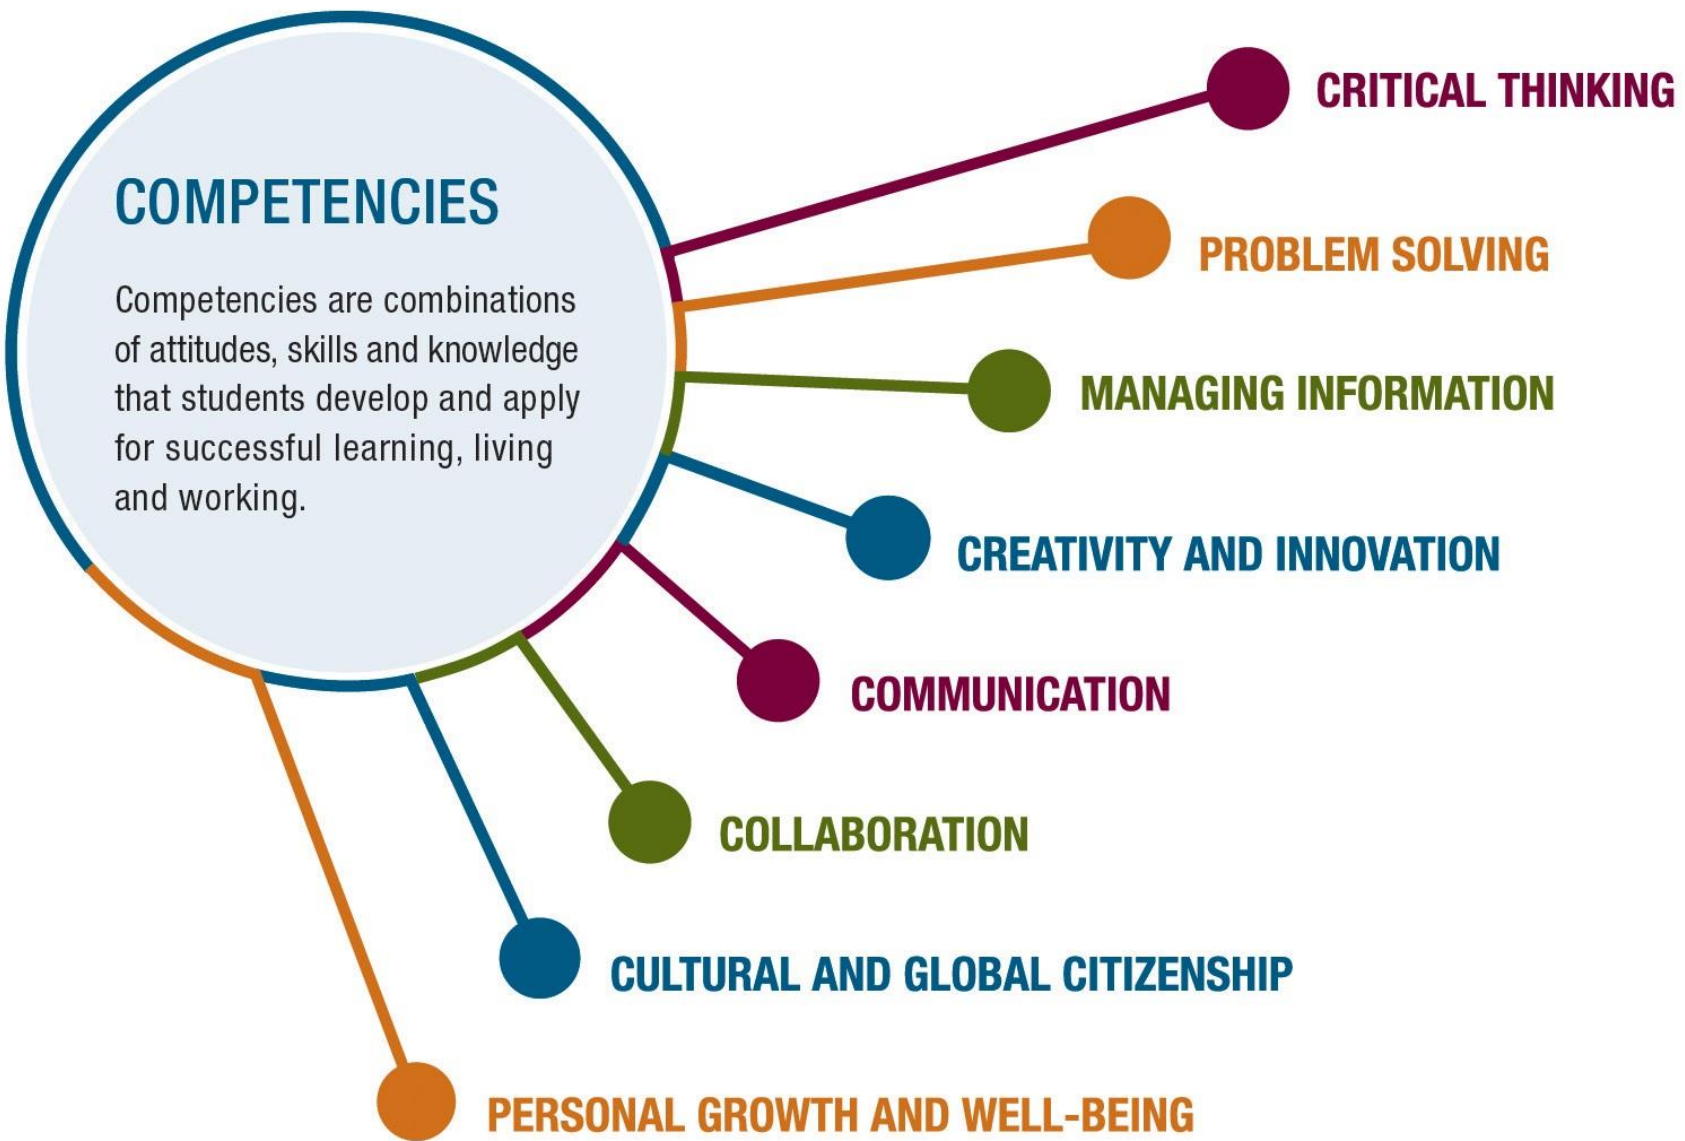 COMPETENCIES
Competencies are combinations
of attitudes, skills and knowledge
that students develop and apply
for successful learning, living
and working.
CRITICAL THINKING
PROBLEM SOLVING
MANAGING INFORMATION
CREATIVITY AND INNOVATION
COMMUNICATION
COLLABORATION
CULTURAL AND GLOBAL CITIZENSHIP
PERSONAL GROWTH AND WELL-BEING